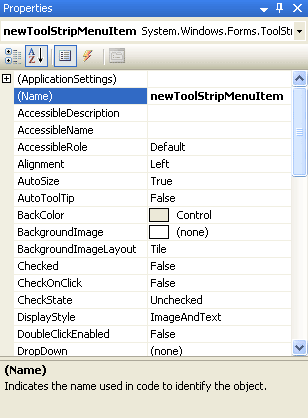 Properties
newToolStripMenuItem System.Windows.Forms.ToolStr
(ApplicationSettings)
(Name) newToolStripMenuItem
AccessibleDescription
AccessibleName
AccessibleRole Default
Alignment Left
AutoSize True
AutoToolTip False
BackColor Control
BackgroundImage (none)
BackgroundImageLayout Tile
Checked False
CheckOnClick False
CheckState Unchecked
DisplayStyle ImageAndText
DoubleClickEnabled False
DropDown (none)
(Name)
Indicates the name used in code to identify the object.